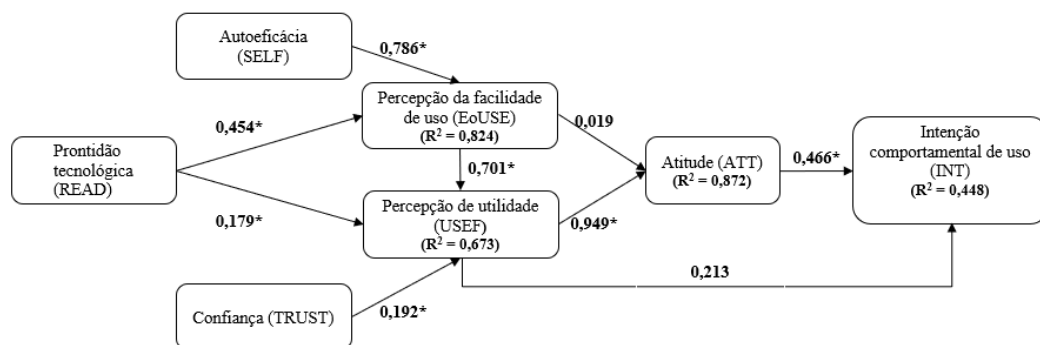 Autoeficácia
(SELF)
0,786*
Percepção da facilidade
de uso (EoUSE)
(R² = 0,824)
0,454*
0,019
Prontidão
tecnológica
(READ)
0,701*
Atitude (ATT)
(R² = 0,872)
0,466*
Intenção
comportamental de uso
(INT)
(R² = 0,448)
0,179*
Percepção de utilidade
(USEF)
(R² = 0,673)
0,949*
0,213
Confiança (TRUST)
0,192*